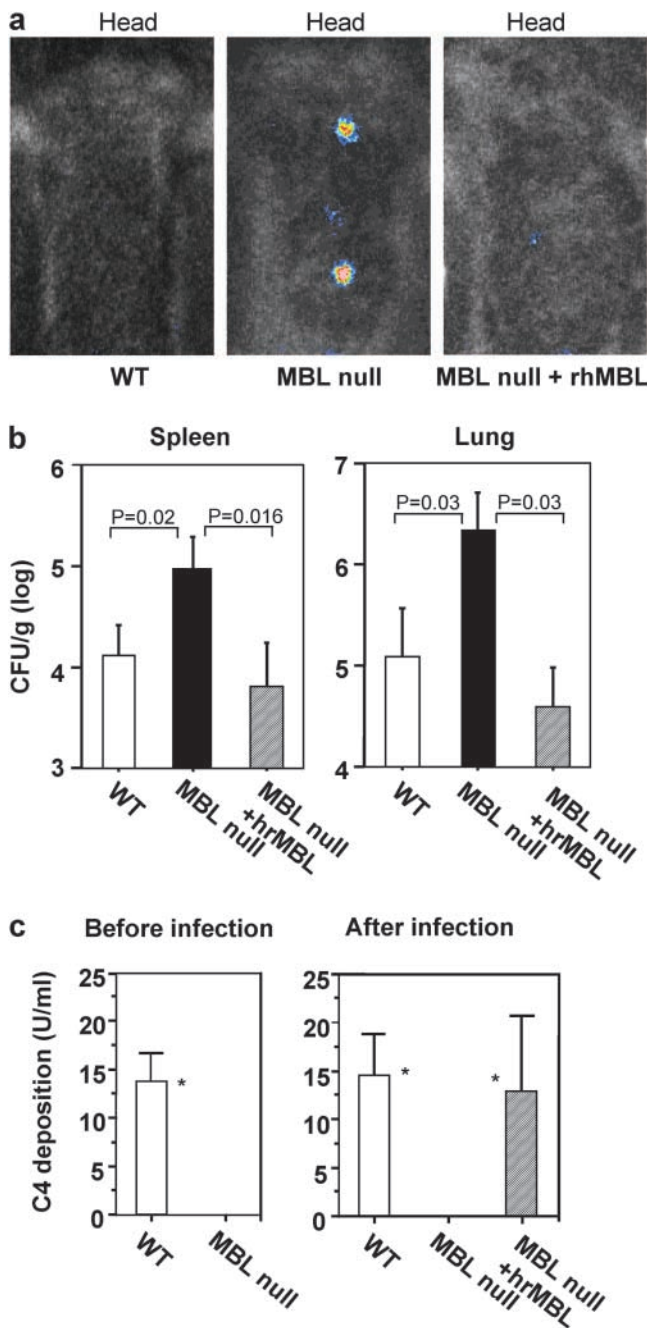 a
Head Head Head
WT MBL null MBL null + rhMBL
b
Spleen Lung
CFU/g (log)
6
5
4
3
P=0.02 P=0.016
WT
MBL null
MBL null +hrMBL
7
6
5
4
P=0.03 P=0.03
WT
MBL null
MBL null +hrMBL
c
Before infection After infection
C4 deposition (U/ml)
25
20
15
10
5
0
*
WT
MBL null
25
20
15
10
5
0
* *
WT
MBL null
MBL null +hrMBL